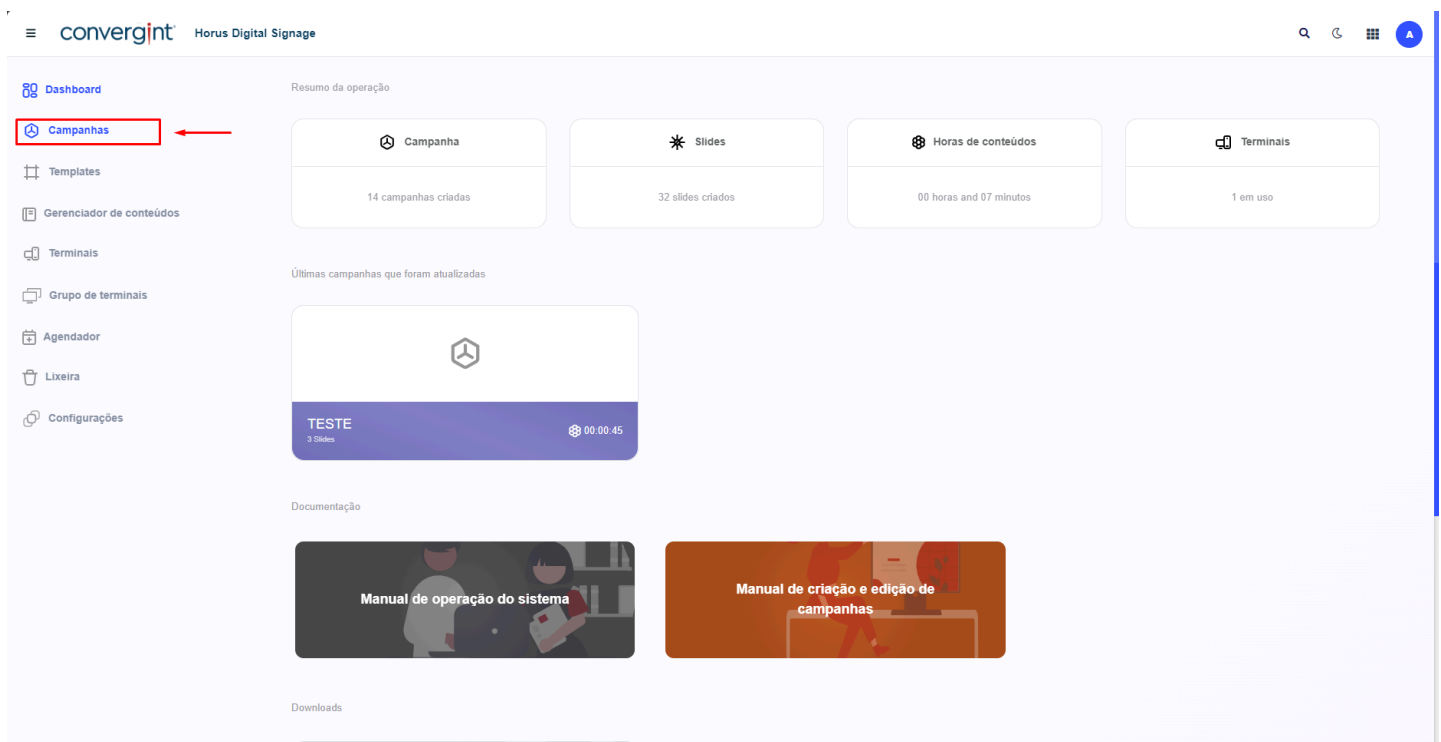 convergint
Horus Digital Signage
A
Dashboard
Campanhas
Templates
Gerenciador de conteúdos
Terminais
Grupo de terminais
Agendador
Lixeira
Configurações
Resumo da operação
Campanha
14 campanhas criadas
Slides
32 slides criados
Horas de conteúdos
00 horas and 07 minutos
Terminais
1 em uso
Últimas campanhas que foram atualizadas
TESTE
3 Slides
00:00:45
Documentação
Manual de operação do sistema
Manual de criação e edição de
campanhas
Downloads